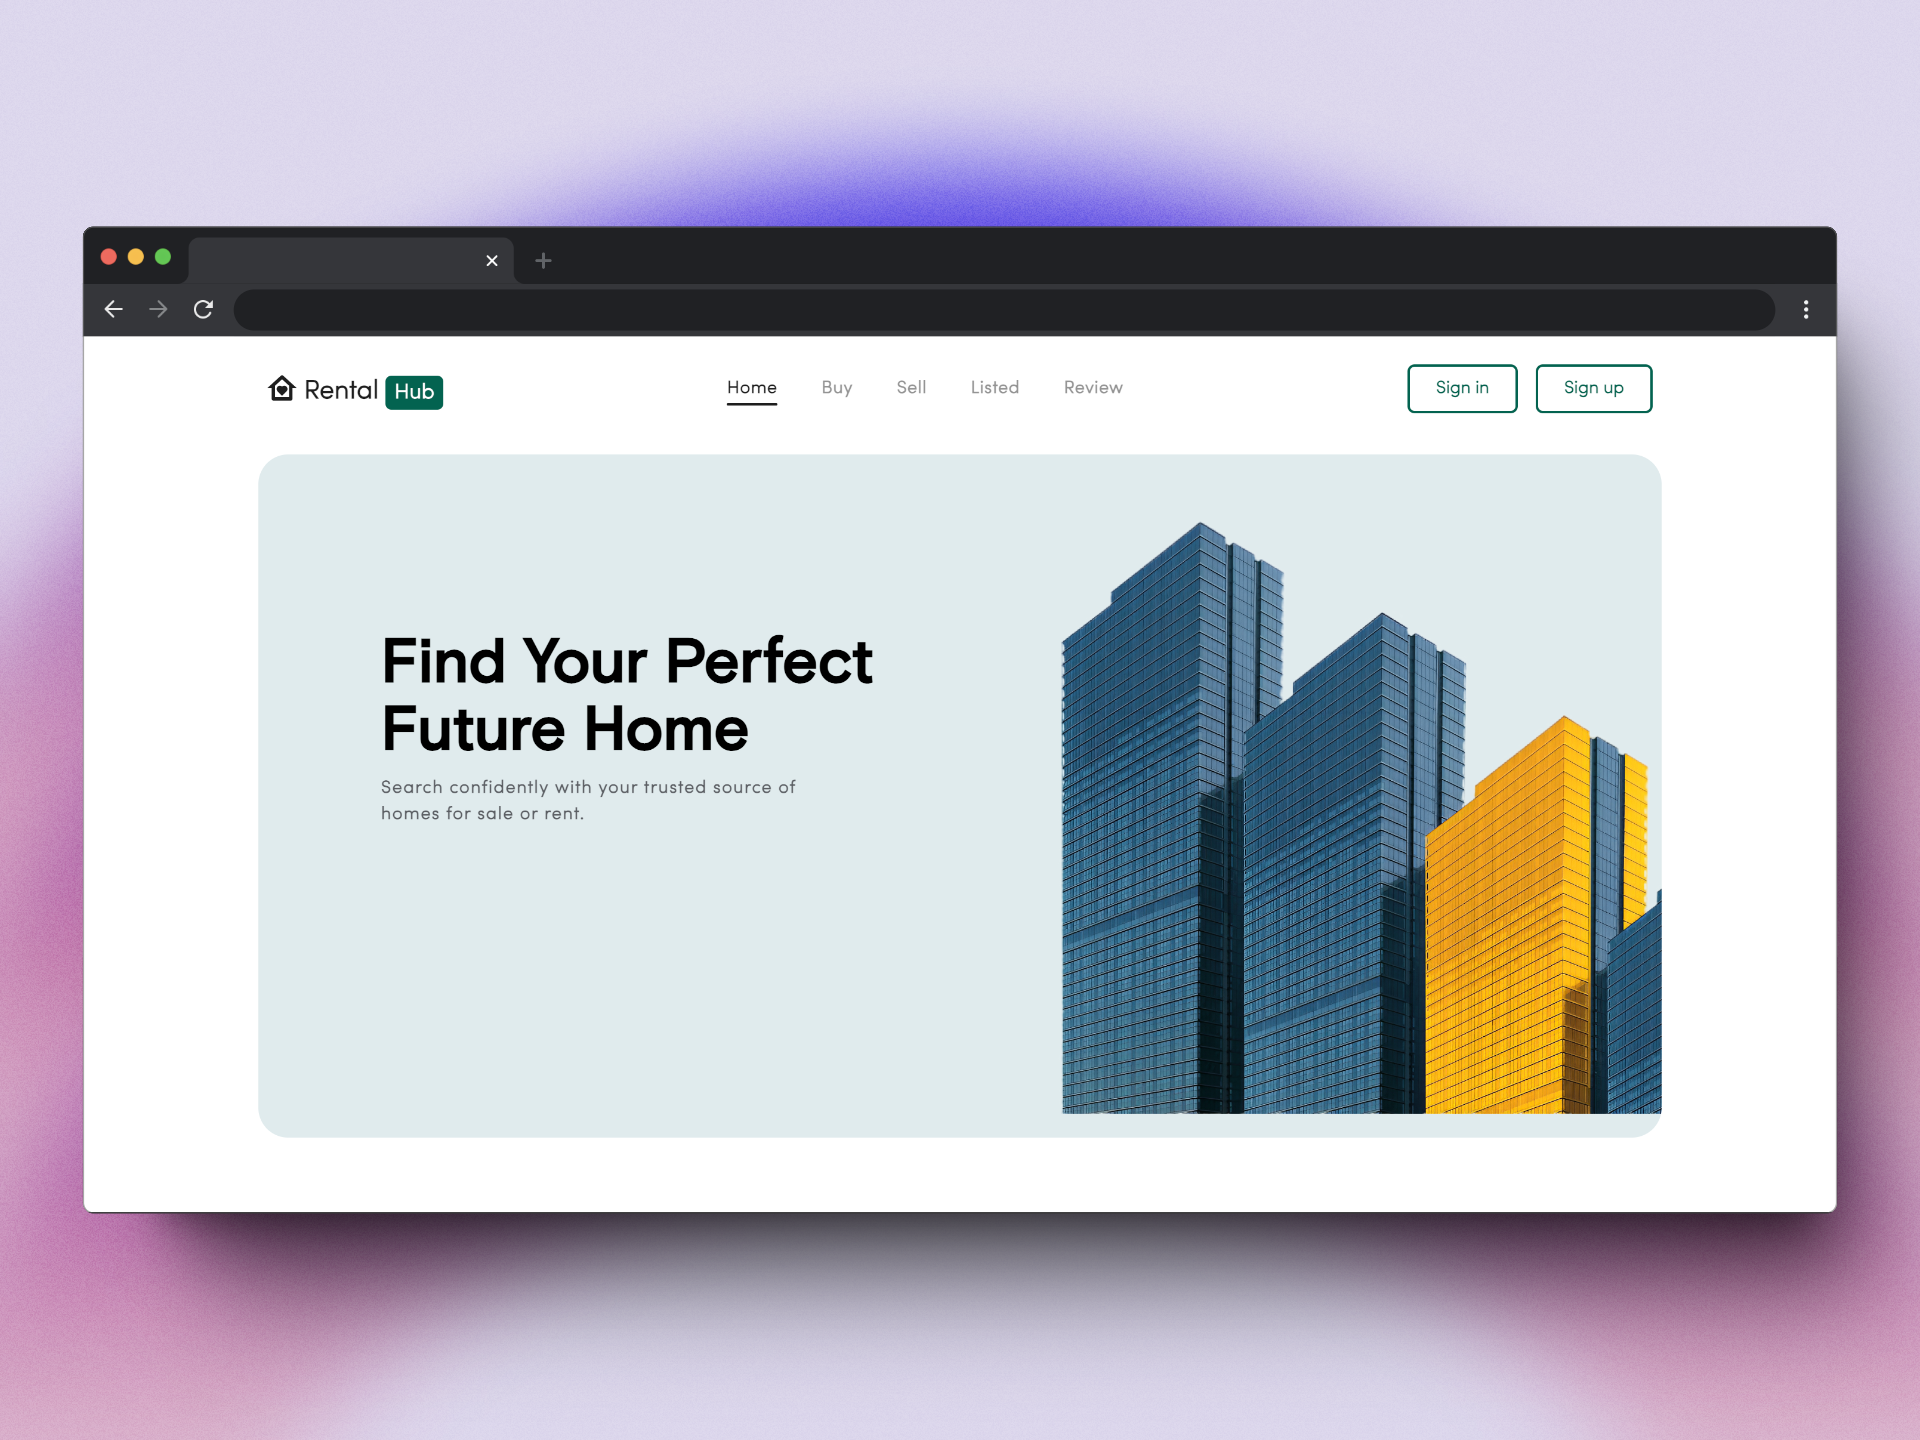 Rental Hub
Home Buy Sell Listed Review
Sign in Sign up
Find Your Perfect
Future Home
Search confidently with your trusted source of
homes for sale or rent.